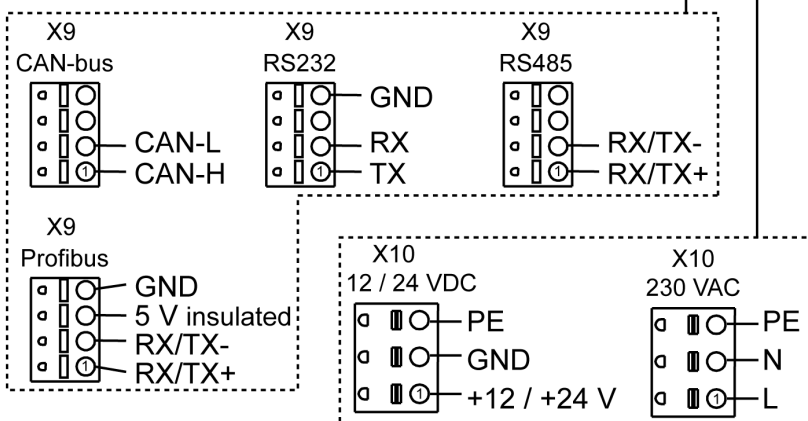 X9
CAN-bus
CAN-L
1 CAN-H
X9
RS232
GND
RX
1 TX
X9
RS485
RX/TX-
1 RX/TX+
X9
Profibus
GND
5 V insulated
RX/TX-
1 RX/TX+
X10
12 / 24 VDC
PE
GND
1 +12 / +24 V
X10
230 VAC
PE
N
1 L